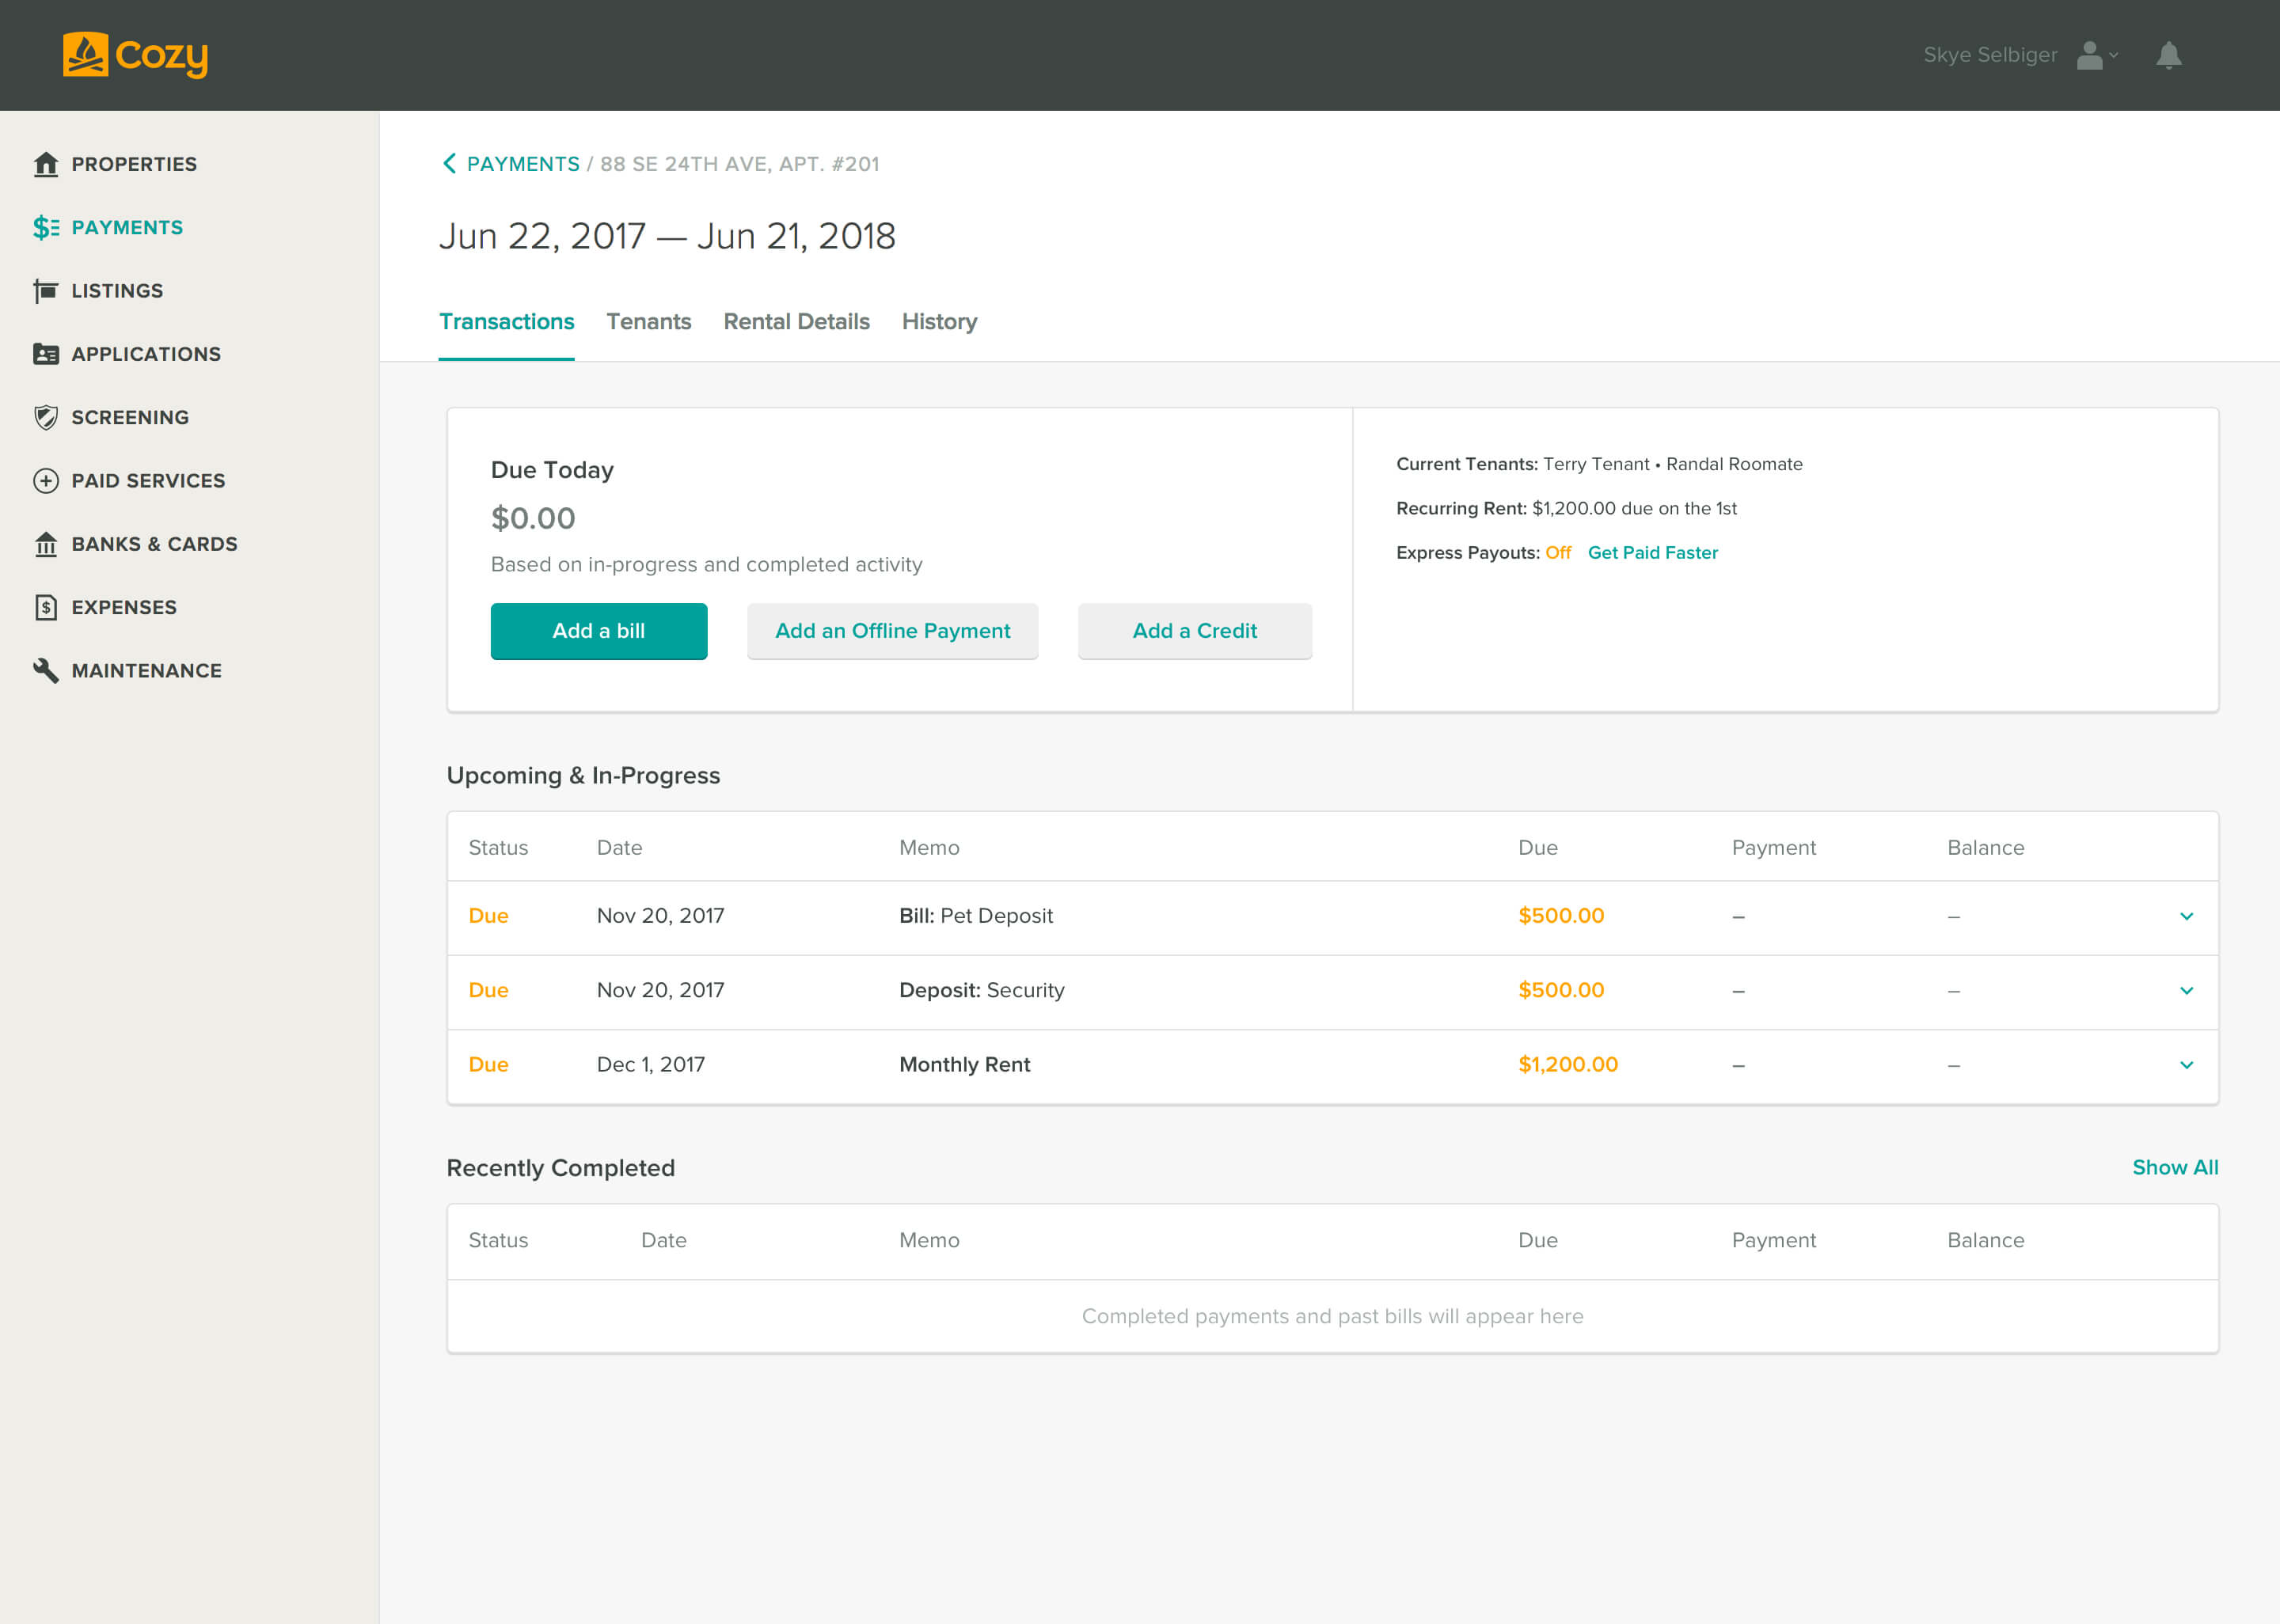 Cozy
Skye Selbiger
PROPERTIES
PAYMENTS
LISTINGS
APPLICATIONS
SCREENING
PAID SERVICES
BANKS & CARDS
EXPENSES
MAINTENANCE
PAYMENTS / 88 SE 24TH AVE, APT. #201
Jun 22, 2017 — Jun 21, 2018
Transactions Tenants Rental Details History
Due Today
$0.00
Based on in-progress and completed activity
Add a bill Add an Offline Payment Add a Credit
Current Tenants: Terry Tenant • Randal Roomate
Recurring Rent: $1,200.00 due on the 1st
Express Payouts: Off Get Paid Faster
Upcoming & In-Progress
Status Date Memo Due Payment Balance
Due Nov 20, 2017 Bill: Pet Deposit $500.00 – –
Due Nov 20, 2017 Deposit: Security $500.00 – –
Due Dec 1, 2017 Monthly Rent $1,200.00 – –
Recently Completed Show All
Status Date Memo Due Payment Balance
Completed payments and past bills will appear here